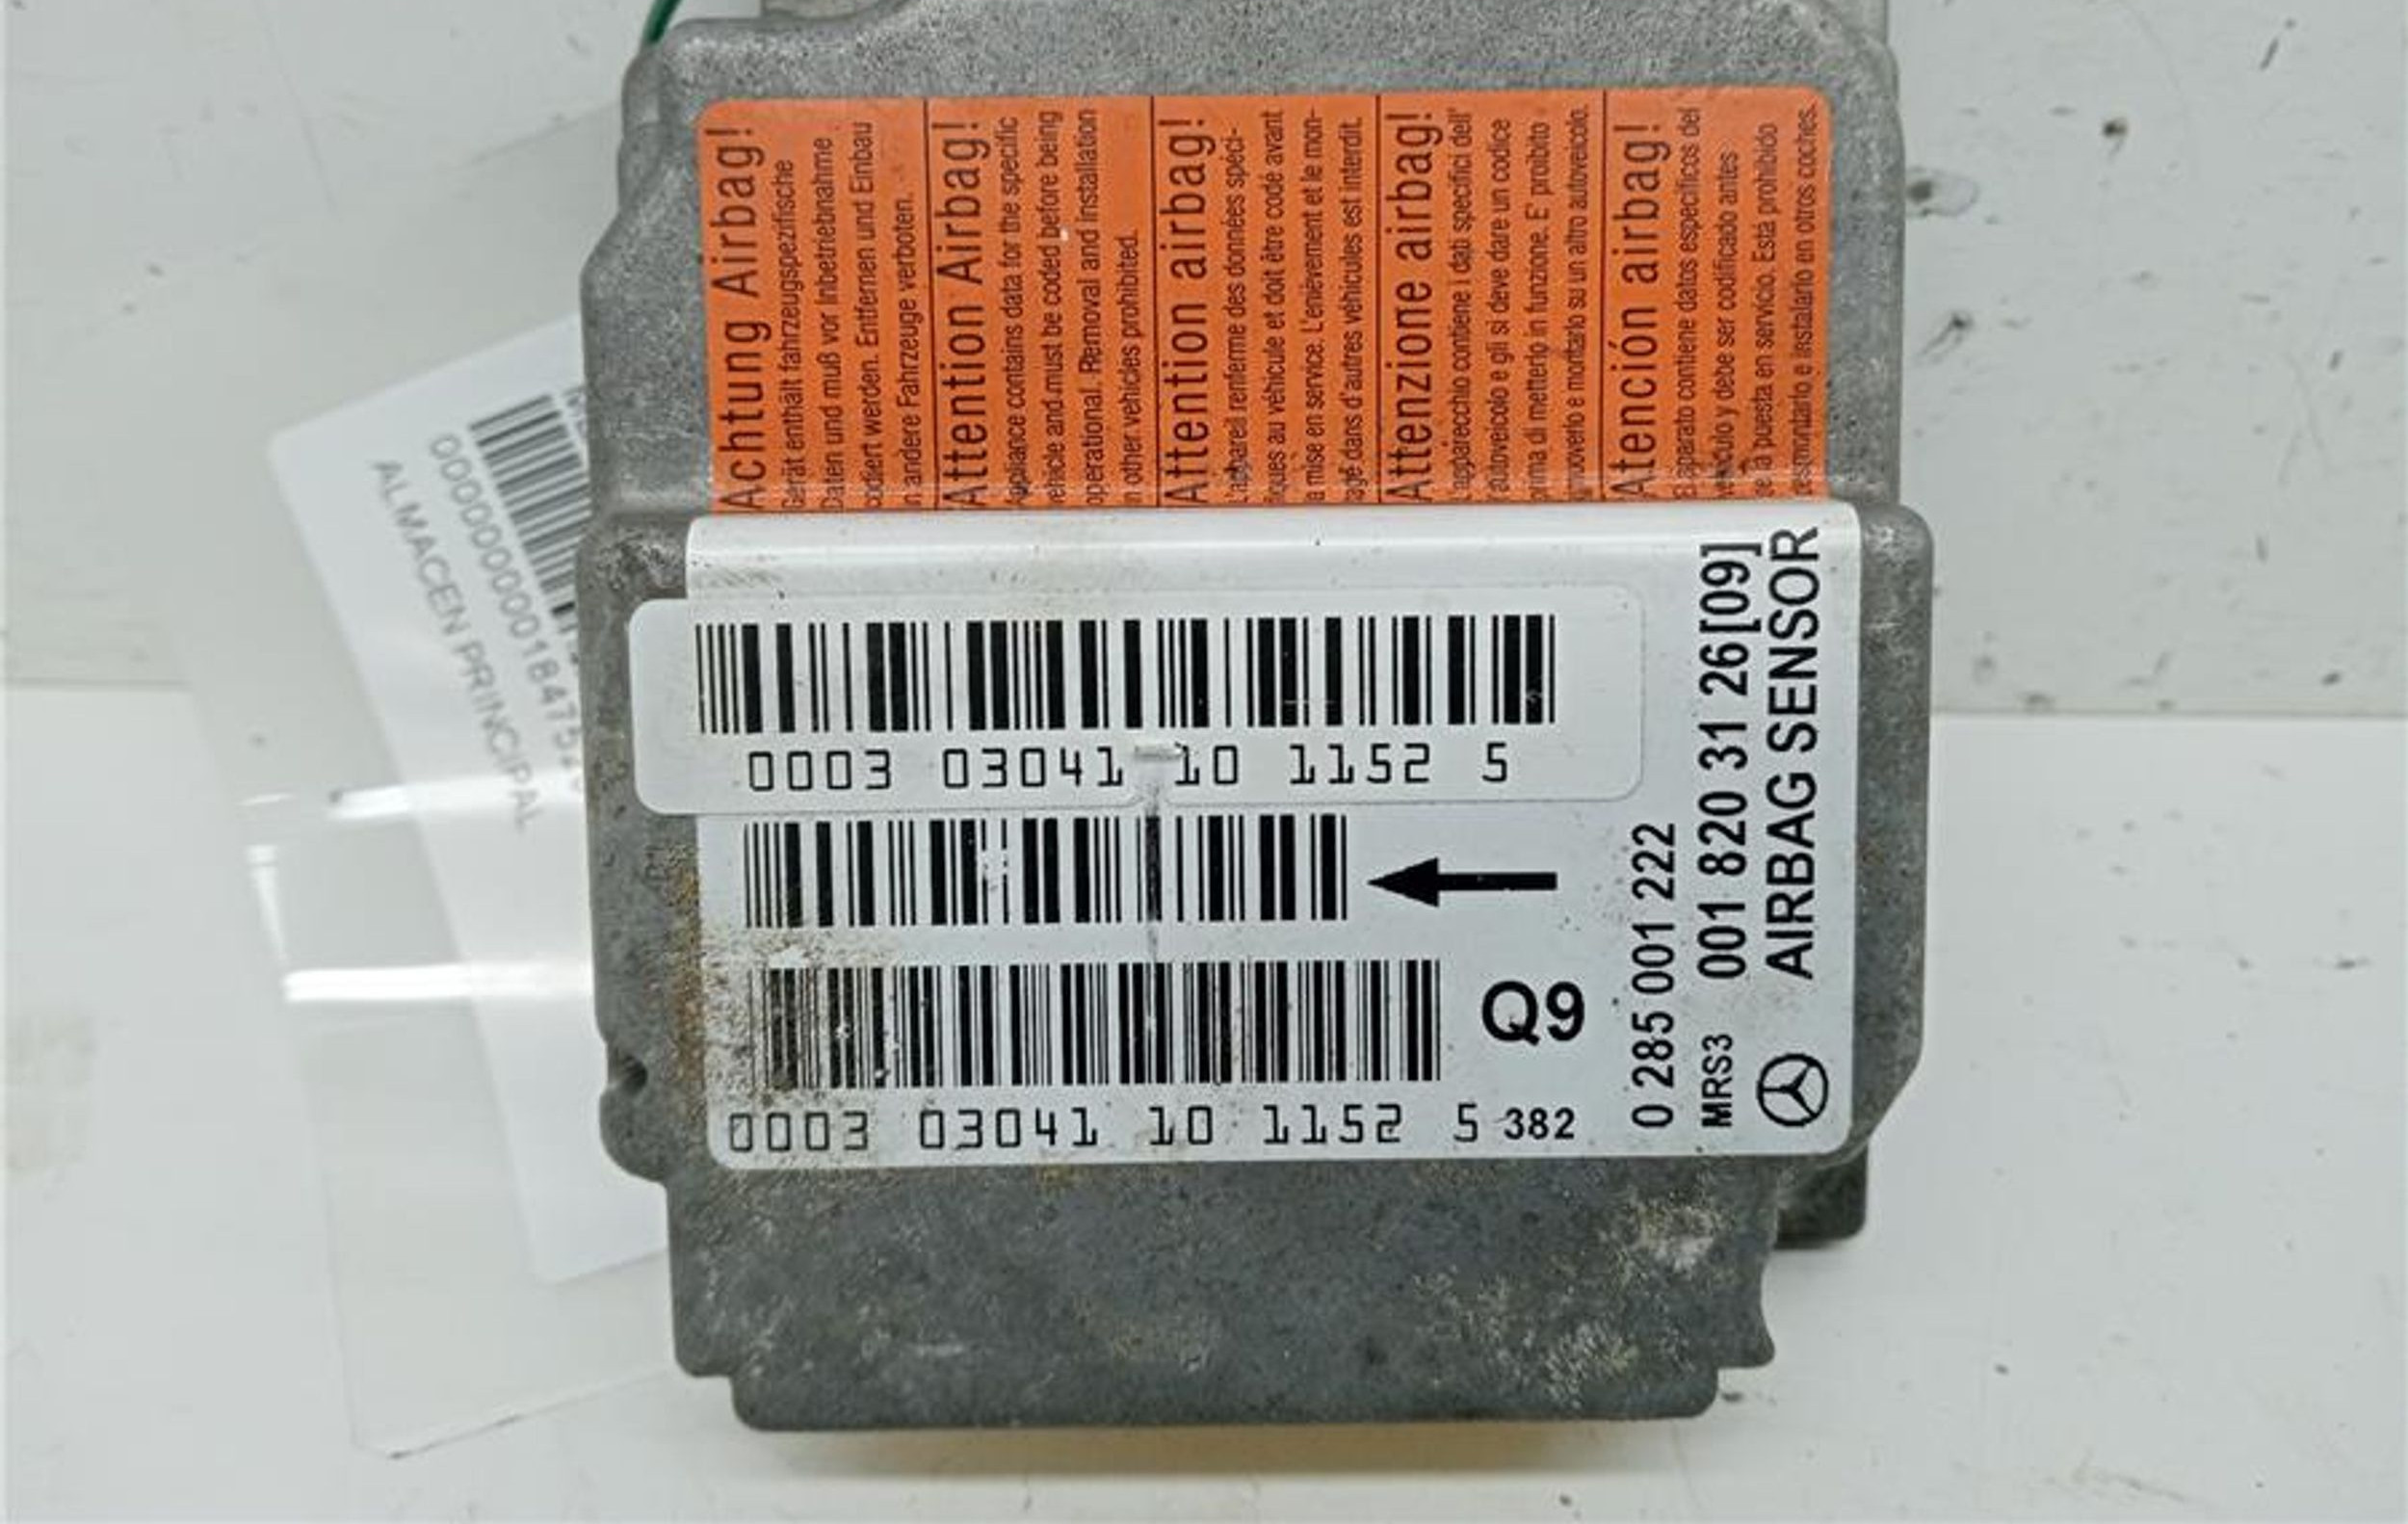 Achtung Airbag!
Gerät enthält fahrzeugspezifische
Daten und muß vor Inbetriebnahme
codiert werden. Entfernen und Einbau
in andere Fahrzeuge verboten.
Attention Airbag!
Appliance contains data for the specific
vehicle and must be coded before being
operational. Removal and installation
in other vehicles prohibited.
Attention airbag!
L'appareil renferme des données spéci-
fiques au véhicule et doit être codé avant
la mise en service. L'enlèvement et le mon-
tage dans d'autres véhicules est interdit.
Attenzione airbag!
L'apparecchio contiene i dati specifici dell'
autoveicolo e gli si deve dare un codice
prima di metterlo in funzione. E' proibito
rimuoverlo e montarlo su un altro autoveicolo.
Atención airbag!
El aparato contiene datos específicos del
vehículo y debe ser codificado antes
de la puesta en servicio. Está prohibido
desmontarlo e instalarlo en otros coches.
0003 03041 10 1152 5
Q9
0003 03041 10 1152 5 382
0 285 001 222
MRS3 001 820 31 26[09]
AIRBAG SENSOR
ALMACEN PRINCIPAL